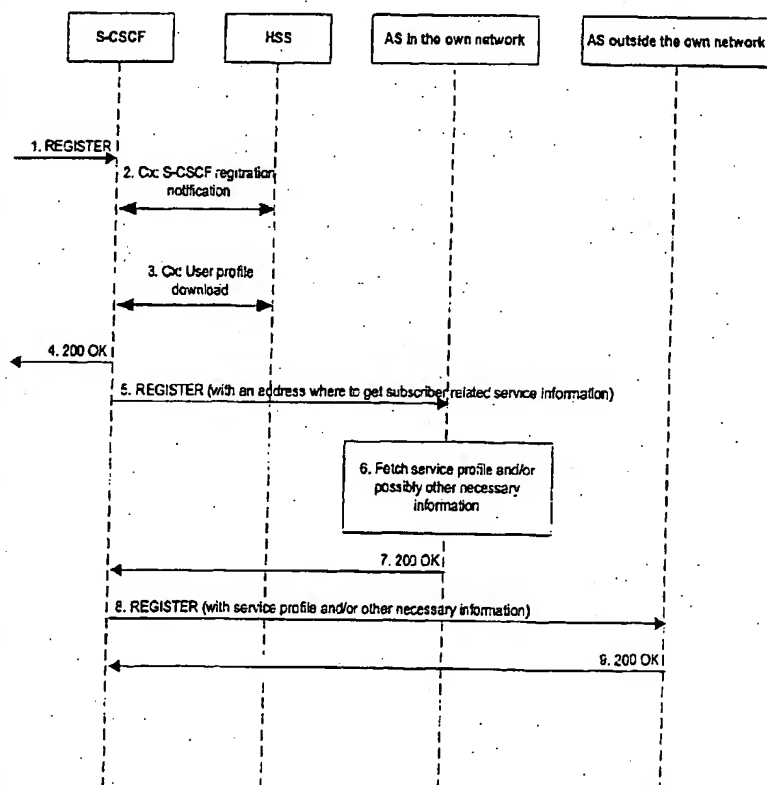 S-CSCF
HSS
AS in the own network
AS outside the own network
1. REGISTER
2. Cx: S-CSCF regitration
notification
3. Cx: User profile
download
4. 200 OK
5. REGISTER (with an address where to get subscriber related service information)
6. Fetch service profile and/or
possibly other necessary
information
7. 200 OK
8. REGISTER (with service profile and/or other necessary information)
9. 200 OK